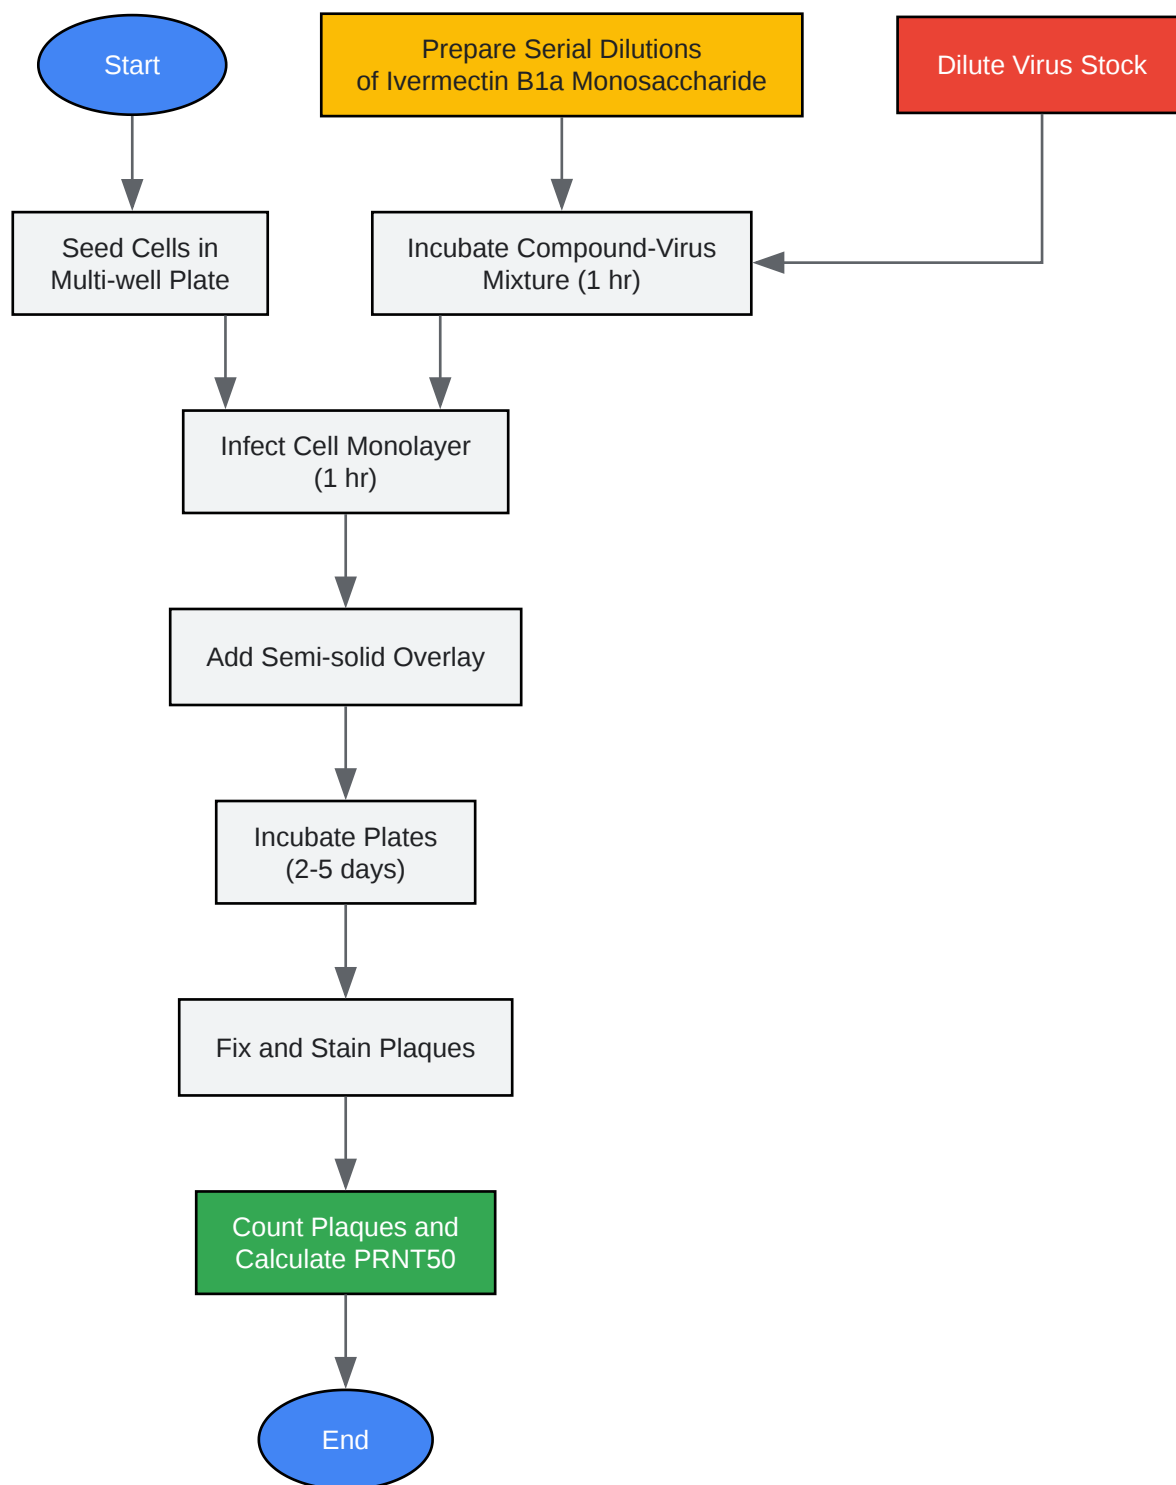 Start
Prepare Serial Dilutions
of Ivermectin B1a Monosaccharide
Dilute Virus Stock
Seed Cells in
Multi-well Plate
Incubate Compound-Virus
Mixture (1 hr)
Infect Cell Monolayer
(1 hr)
Add Semi-solid Overlay
Incubate Plates
(2-5 days)
Fix and Stain Plaques
Count Plaques and
Calculate PRNT50
End